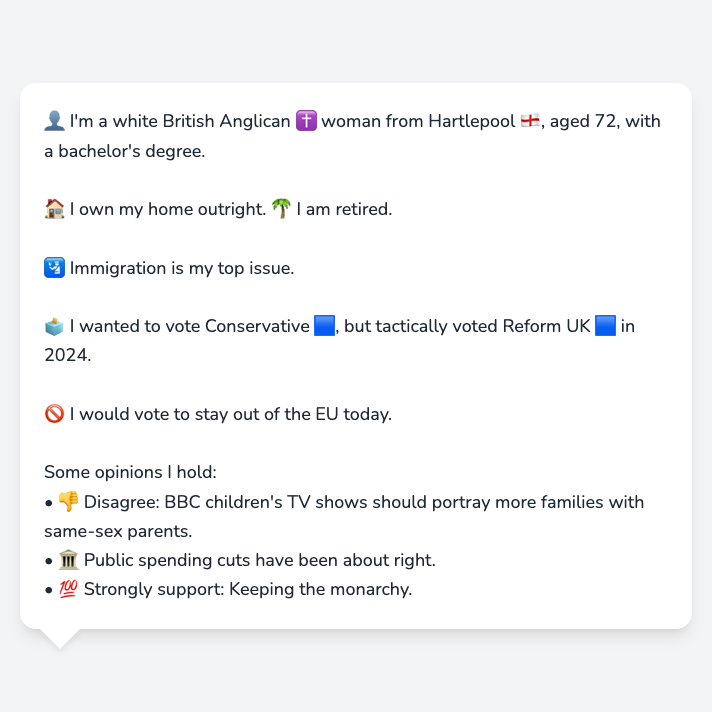 👤 I'm a white British Anglican ✝️ woman from Hartlepool 🏴󠁧󠁢󠁥󠁮󠁧󠁿, aged 72, with
a bachelor's degree.
🏠 I own my home outright. 🌴 I am retired.
🛂 Immigration is my top issue.
🗳️ I wanted to vote Conservative 🟦, but tactically voted Reform UK 🟦 in
2024.
🚫 I would vote to stay out of the EU today.
Some opinions I hold:
• 👎 Disagree: BBC children's TV shows should portray more families with
same-sex parents.
• 🏛️ Public spending cuts have been about right.
• 💯 Strongly support: Keeping the monarchy.